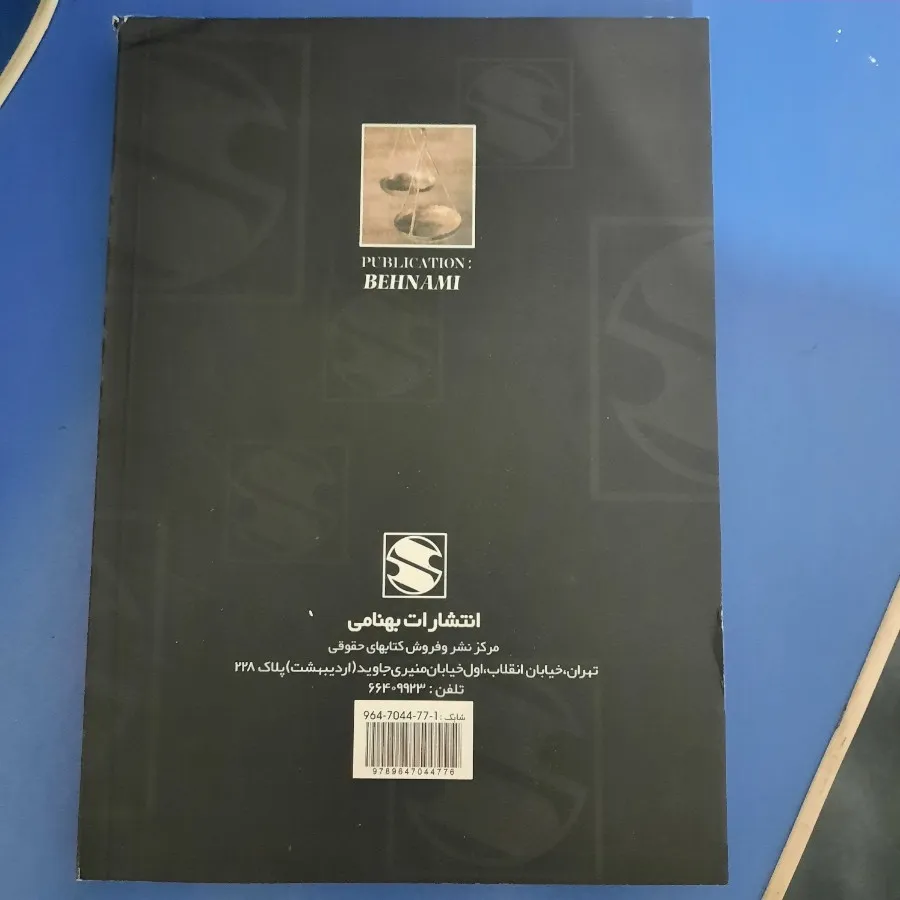 PUBLICATION :
BEHNAMI
انتشارات بهنامی
مرکز نشر وفروش کتابهای حقوقی
تهران،خیابان انقلاب،اول خیابان منیری جاوید(اردیبهشت)پلاک ۲۲۸
تلفن : ۶۶۴۰۹۹۲۳
شابک : 964-7044-77-1
9789647044776